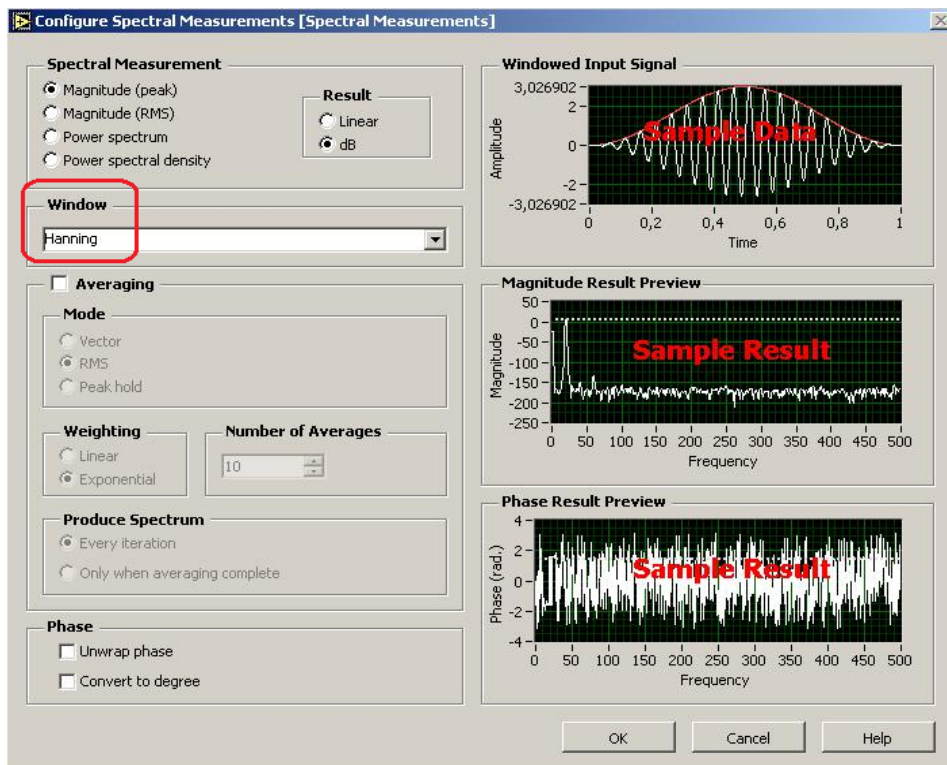 Configure Spectral Measurements [Spectral Measurements]
Spectral Measurement
Magnitude (peak)
Magnitude (RMS)
Power spectrum
Power spectral density
Result
Linear
dB
Window
Hanning
Averaging
Mode
Vector
RMS
Peak hold
Weighting
Linear
Exponential
Number of Averages
10
Produce Spectrum
Every iteration
Only when averaging complete
Phase
Unwrap phase
Convert to degree
Windowed Input Signal
Amplitude
3,026902
2
0
-2
-3,026902
Sample Data
0 0,2 0,4 0,6 0,8 1
Time
Magnitude Result Preview
Magnitude
50
0
-50
-100
-150
-200
-250
Sample Result
0 50 100 150 200 250 300 350 400 450 500
Frequency
Phase Result Preview
Phase (rad.)
4
2
0
-2
-4
Sample Result
0 50 100 150 200 250 300 350 400 450 500
Frequency
OK Cancel Help